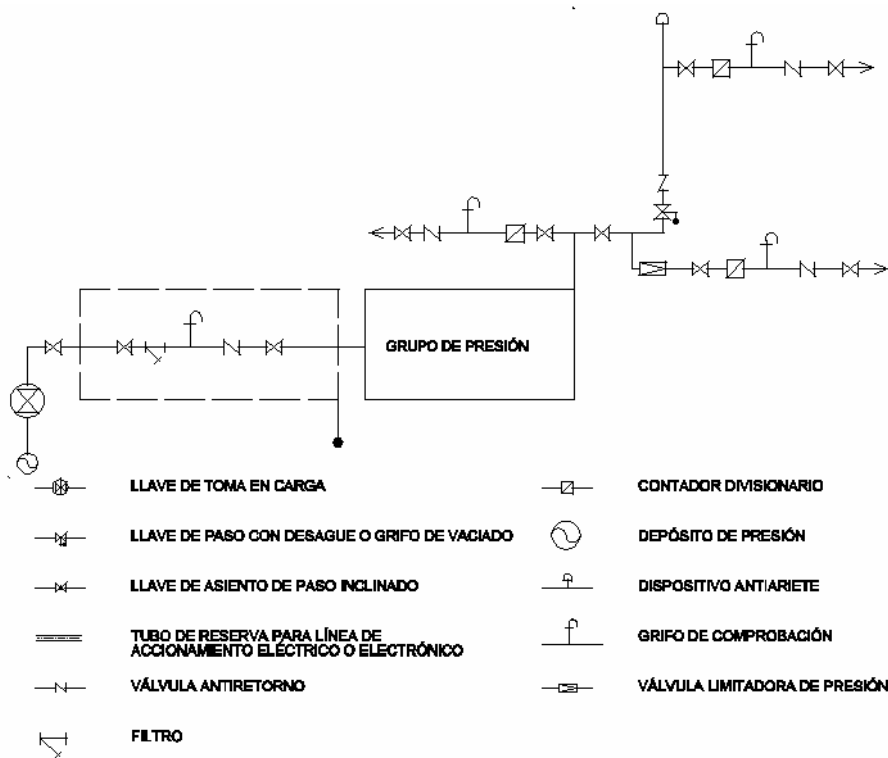 GRUPO DE PRESIÓN
LLAVE DE TOMA EN CARGA
CONTADOR DIVISIONARIO
LLAVE DE PASO CON DESAGUE O GRIFO DE VACIADO
DEPÓSITO DE PRESIÓN
LLAVE DE ASIENTO DE PASO INCLINADO
DISPOSITIVO ANTIARIETE
TUBO DE RESERVA PARA LÍNEA DE
ACCIONAMIENTO ELÉCTRICO O ELECTRÓNICO
GRIFO DE COMPROBACIÓN
VÁLVULA ANTIRETORNO
VÁLVULA LIMITADORA DE PRESIÓN
FILTRO